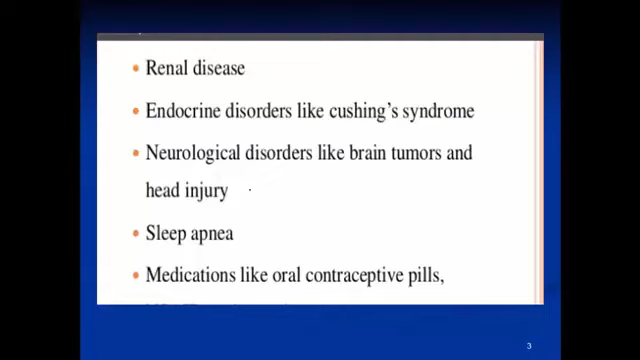 • Renal disease
• Endocrine disorders like cushing's syndrome
• Neurological disorders like brain tumors and
head injury
• Sleep apnea
• Medications like oral contraceptive pills,
3